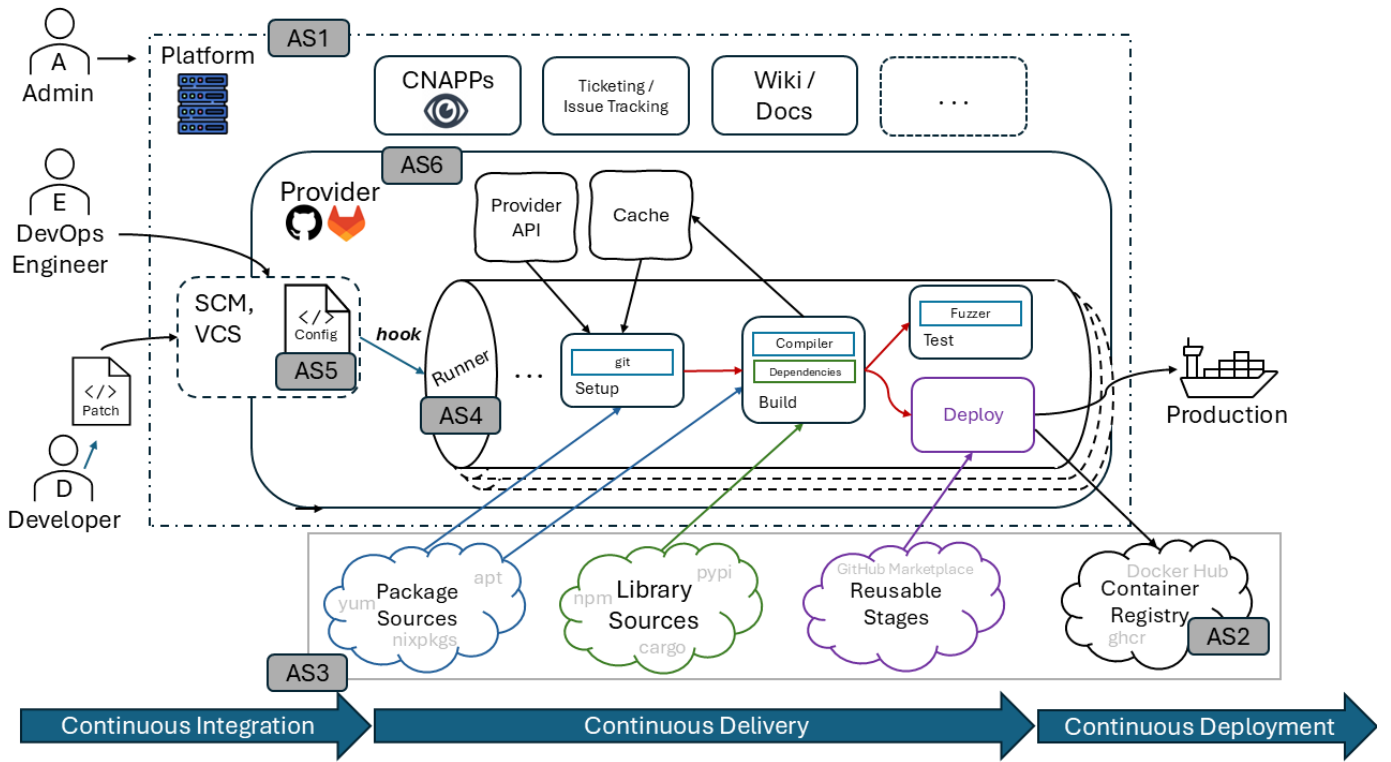 AS1
A
Admin
Platform
CNAPPs
Ticketing /
Issue Tracking
Wiki /
Docs
...
AS6
E
DevOps
Engineer
Provider
Provider
API
Cache
SCM,
VCS
</>
Config
AS5
hook
Runner
AS4
...
git
Setup
Compiler
Dependencies
Build
Fuzzer
Test
Deploy
Production
</>
Patch
D
Developer
Package
Sources
apt
yum
nixpkgs
Library
Sources
pypi
npm
cargo
GitHub Marketplace
Reusable
Stages
Docker Hub
Container
Registry
ghcr
AS2
AS3
Continuous Integration
Continuous Delivery
Continuous Deployment